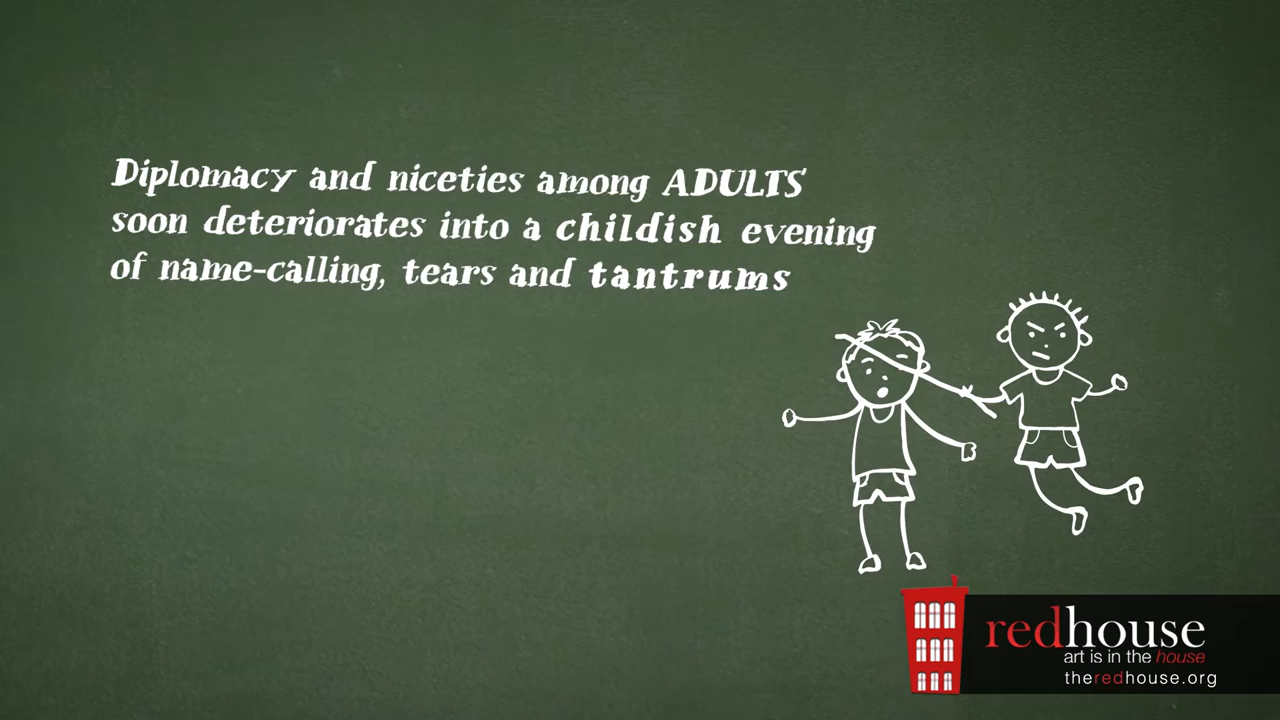 Diplomacy and niceties among ADULTS
soon deteriorates into a childish evening
of name-calling, tears and tantrums
redhouse
art is in the house
theredhouse.org